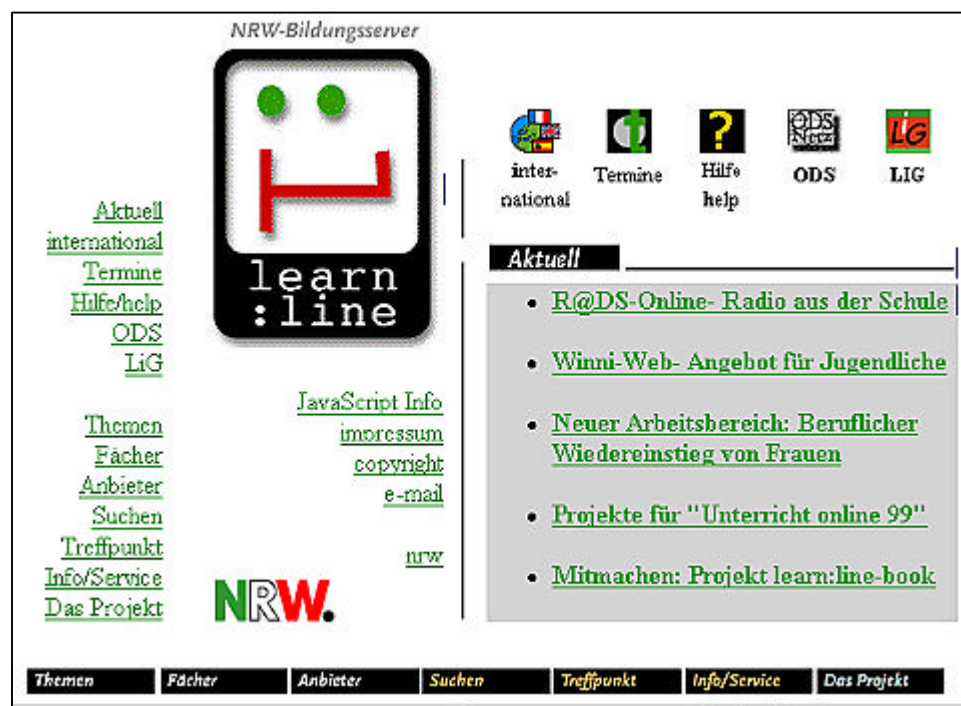 NRW-Bildungsserver
learn
:line
Aktuell
international
Termine
Hilfe/help
ODS
LiG
Themen
Fächer
Anbieter
Suchen
Treffpunkt
Info/Service
Das Projekt
JavaScript Info
impressum
copyright
e-mail
nrw
NRW.
ODS
Netz
LiG
inter-
national
Termine
Hilfe
help
ODS
LIG
Aktuell
R@DS-Online- Radio aus der Schule
Winni-Web- Angebot für Jugendliche
Neuer Arbeitsbereich: Beruflicher
Wiedereinstieg von Frauen
Projekte für "Unterricht online 99"
Mitmachen: Projekt learn:line-book
Themen Fächer Anbieter Suchen Treffpunkt Info/Service Das Projekt